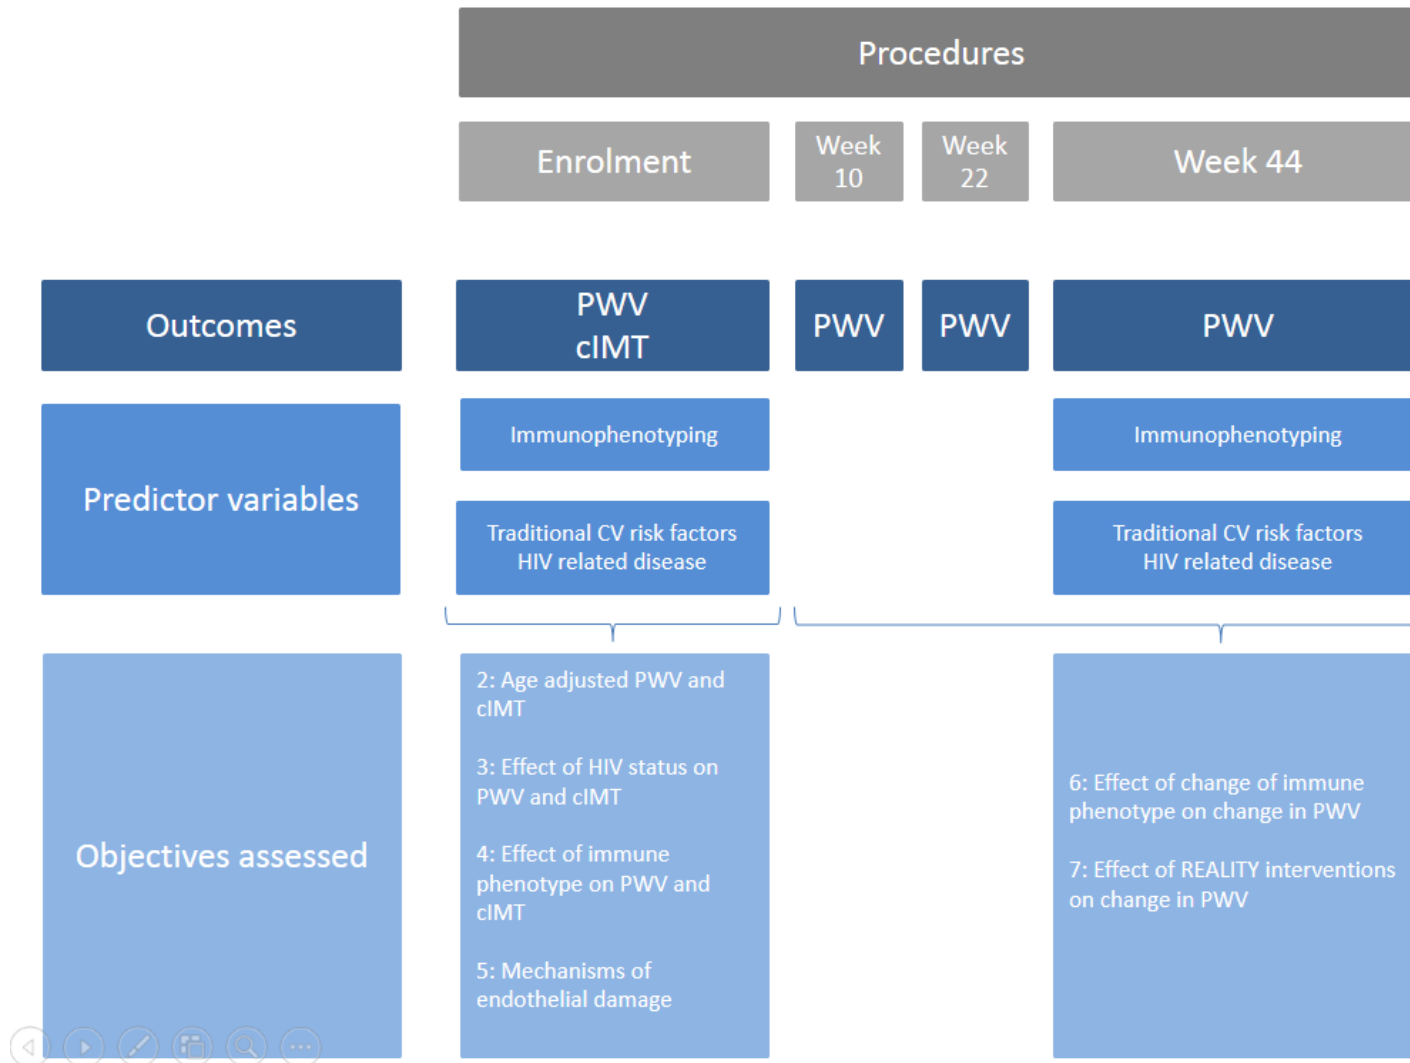 Procedures
Enrolment
Week
10
Week
22
Week 44
Outcomes
PWV
cIMT
PWV
PWV
PWV
Predictor variables
Immunophenotyping
Immunophenotyping
Traditional CV risk factors
HIV related disease
Traditional CV risk factors
HIV related disease
Objectives assessed
2: Age adjusted PWV and
cIMT
3: Effect of HIV status on
PWV and cIMT
4: Effect of immune
phenotype on PWV and
cIMT
5: Mechanisms of
endothelial damage
6: Effect of change of immune
phenotype on change in PWV
7: Effect of REALITY interventions
on change in PWV